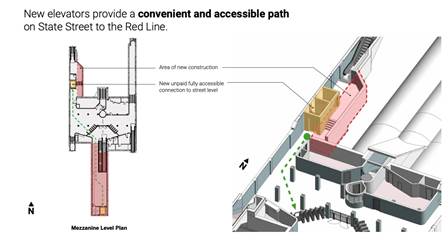 New elevators provide a convenient and accessible path
on State Street to the Red Line.
Area of new construction
New unpaid fully accessible
connection to street level
N
N
Mezzanine Level Plan